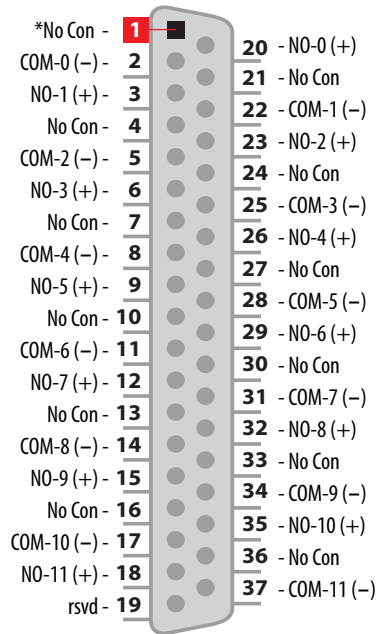 *No Con - 1
COM-0 (−) - 2
NO-1 (+) - 3
No Con - 4
COM-2 (−) - 5
NO-3 (+) - 6
No Con - 7
COM-4 (−) - 8
NO-5 (+) - 9
No Con - 10
COM-6 (−) - 11
NO-7 (+) - 12
No Con - 13
COM-8 (−) - 14
NO-9 (+) - 15
No Con - 16
COM-10 (−) - 17
NO-11 (+) - 18
rsvd - 19
20 - NO-0 (+)
21 - No Con
22 - COM-1 (−)
23 - NO-2 (+)
24 - No Con
25 - COM-3 (−)
26 - NO-4 (+)
27 - No Con
28 - COM-5 (−)
29 - NO-6 (+)
30 - No Con
31 - COM-7 (−)
32 - NO-8 (+)
33 - No Con
34 - COM-9 (−)
35 - NO-10 (+)
36 - No Con
37 - COM-11 (−)